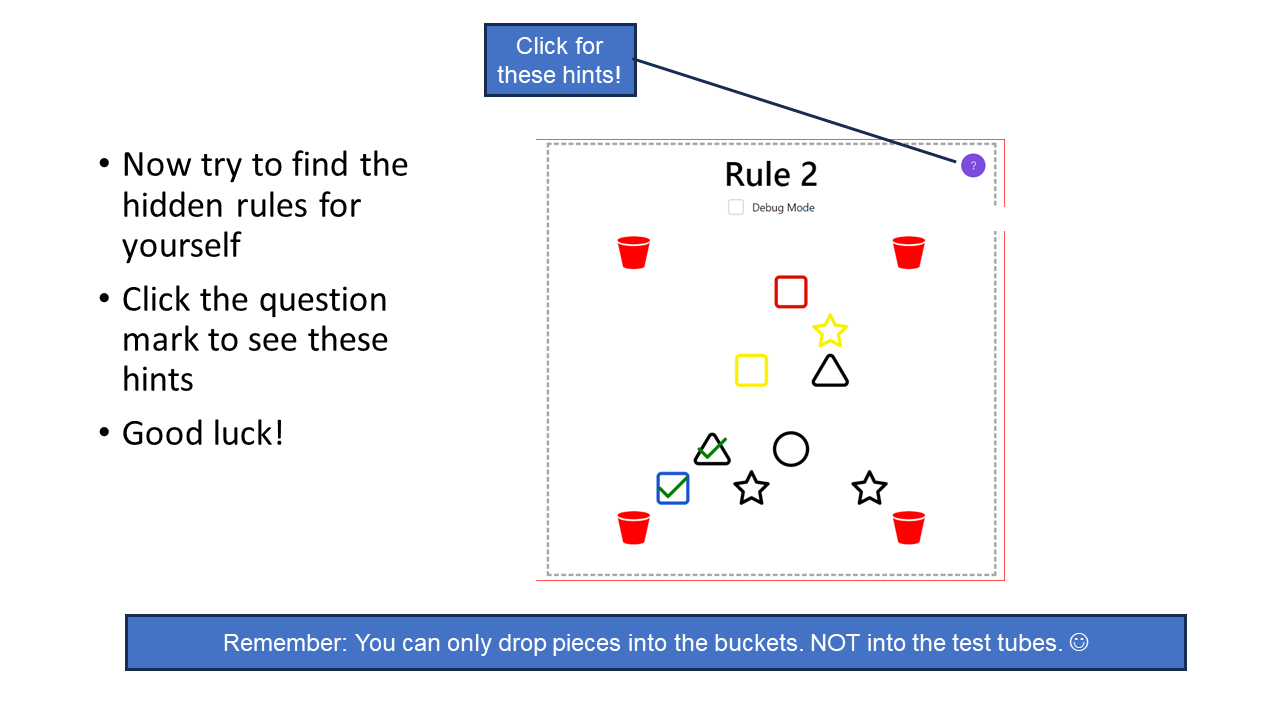 Click for
these hints!
• Now try to find the
hidden rules for
yourself
• Click the question
mark to see these
hints
• Good luck!
Rule 2
?
Debug Mode
Remember: You can only drop pieces into the buckets. NOT into the test tubes. ☺